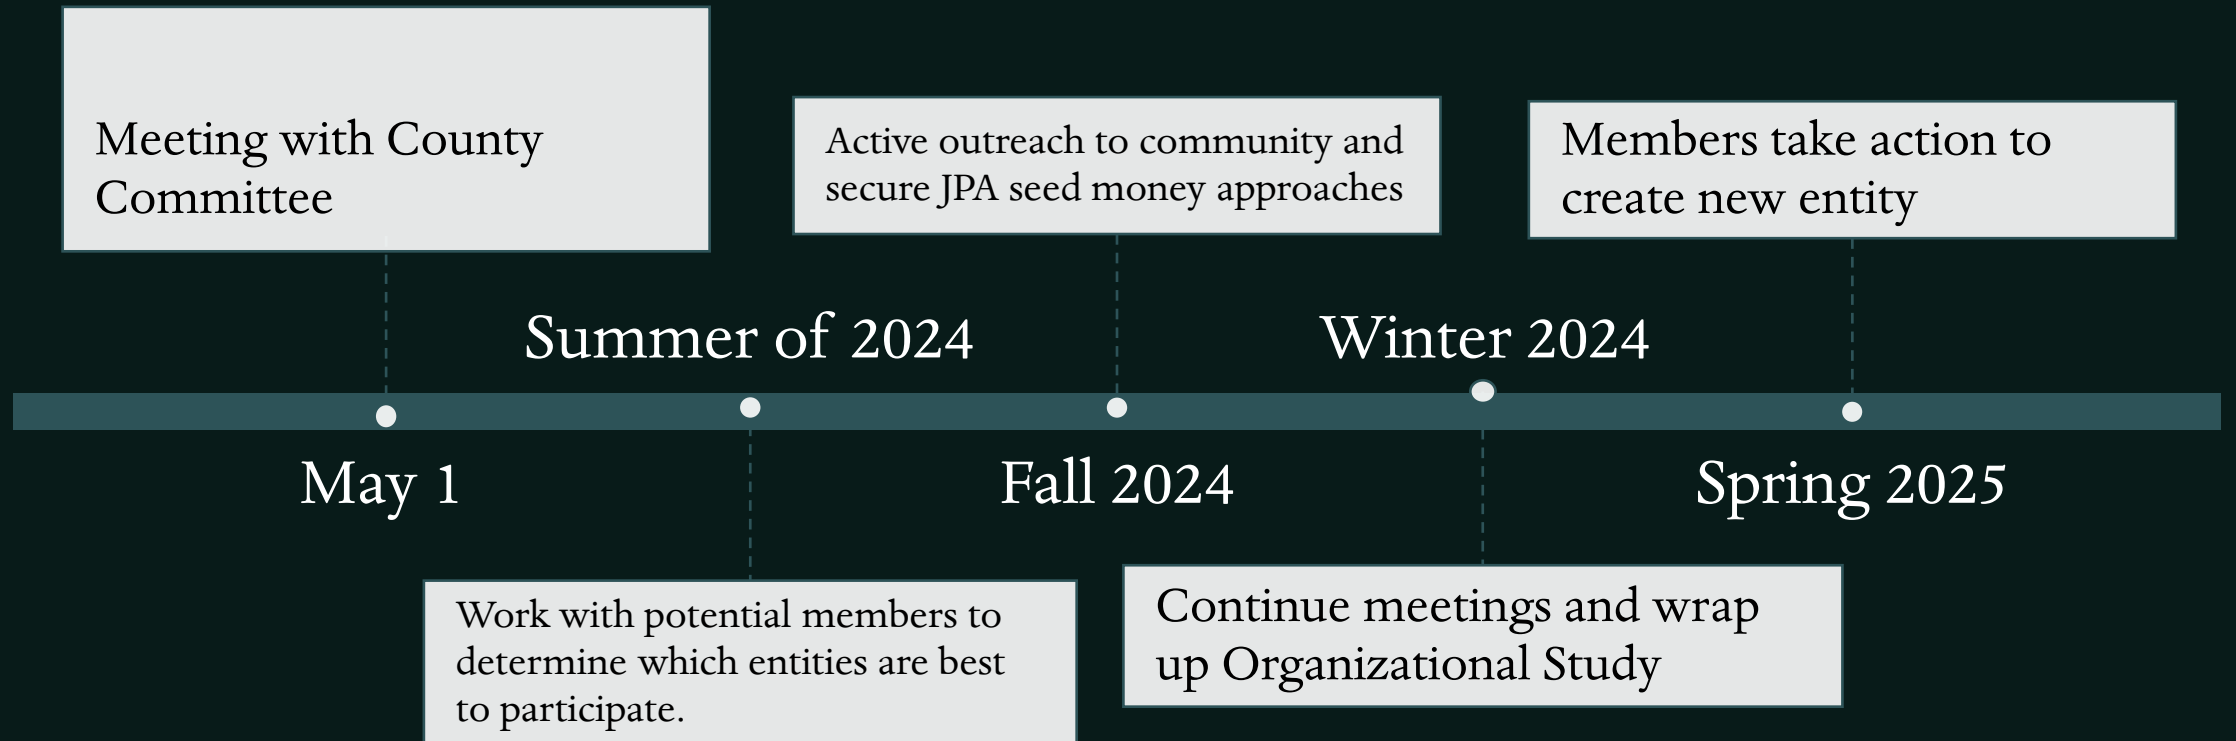 Meeting with County
Committee
Active outreach to community and
secure JPA seed money approaches
Members take action to
create new entity
Summer of 2024
Winter 2024
May 1
Fall 2024
Spring 2025
Work with potential members to
determine which entities are best
to participate.
Continue meetings and wrap
up Organizational Study